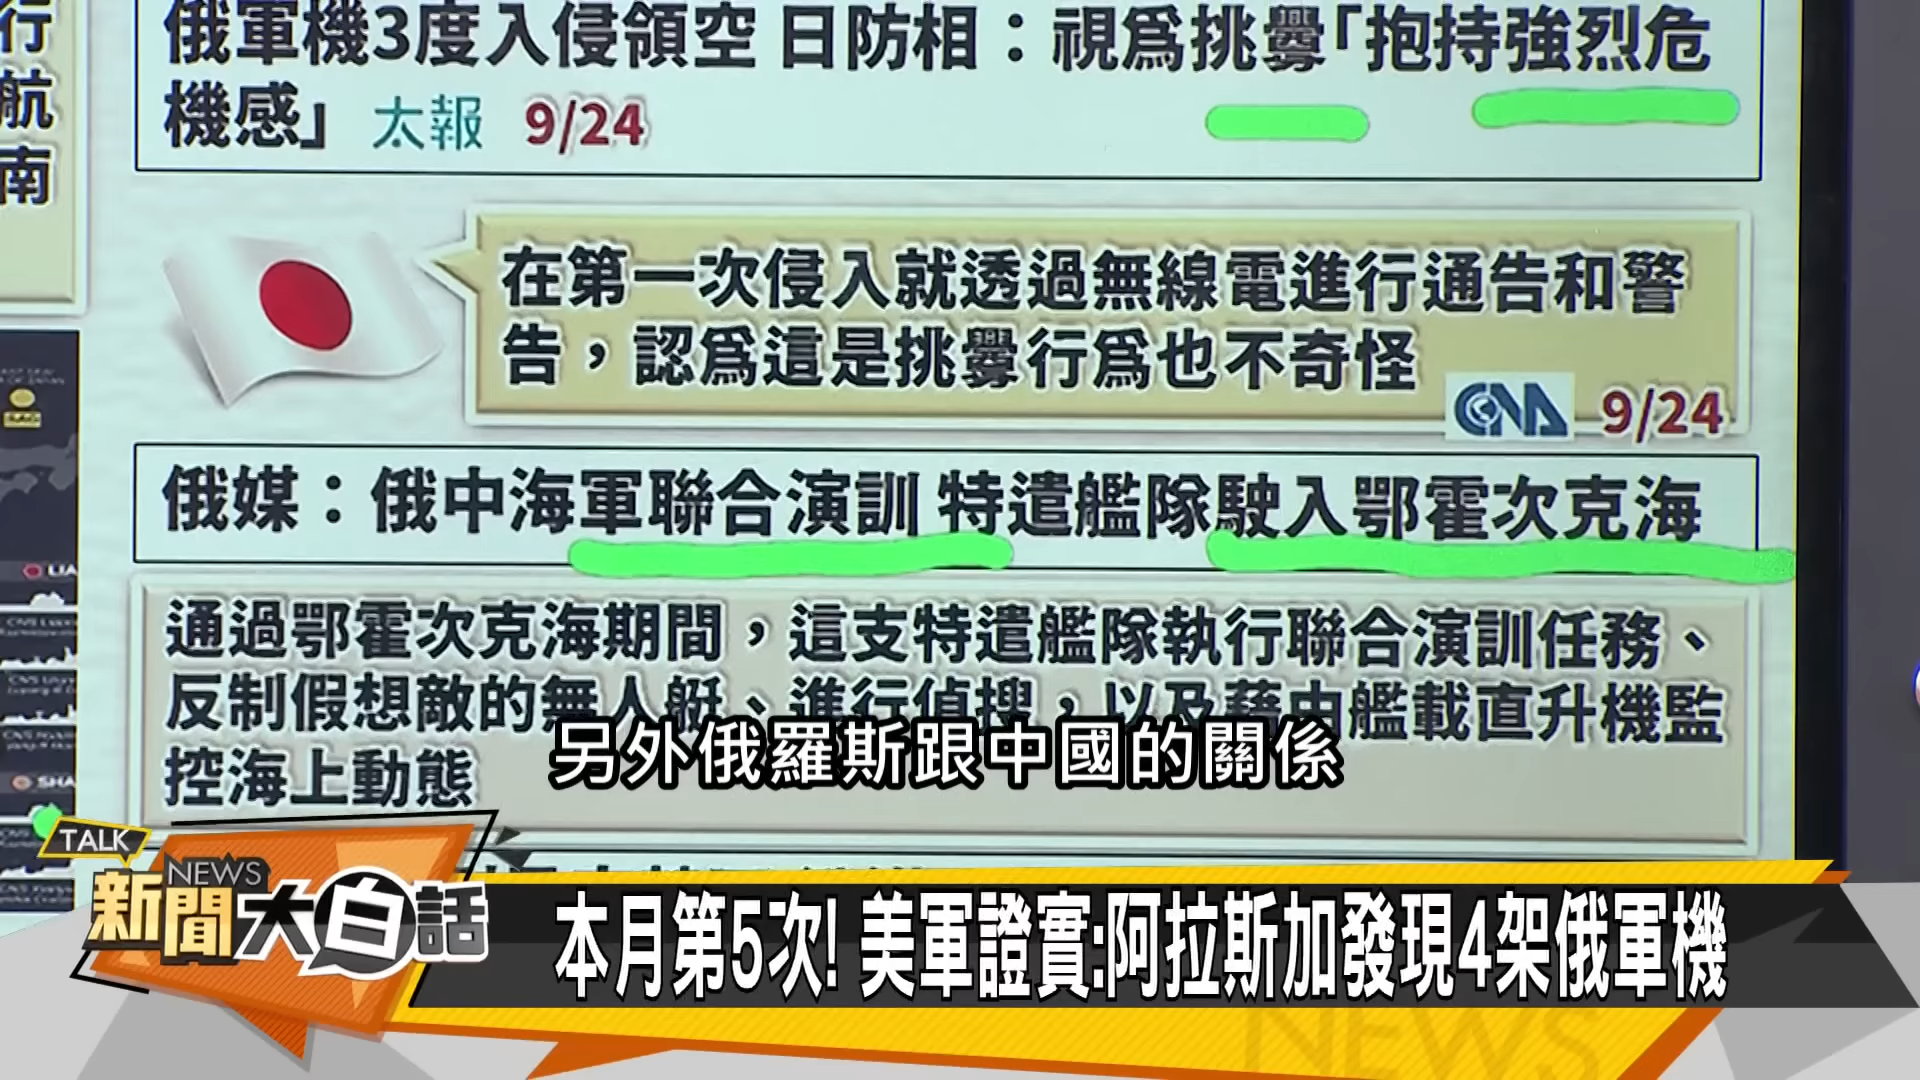 行
航
南
俄軍機3度入侵領空 日防相：視為挑釁「抱持強烈危
機感」 太報 9/24
在第一次侵入就透過無線電進行通告和警
告，認為這是挑釁行為也不奇怪
CNA 9/24
俄媒：俄中海軍聯合演訓 特遣艦隊駛入鄂霍次克海
通過鄂霍次克海期間，這支特遣艦隊執行聯合演訓任務、
反制假想敵的無人艇、進行偵搜，以及藉由艦載直升機監
控海上動態
另外俄羅斯跟中國的關係
TALK
NEWS
新聞大白話
本月第5次! 美軍證實:阿拉斯加發現4架俄軍機
NEWS